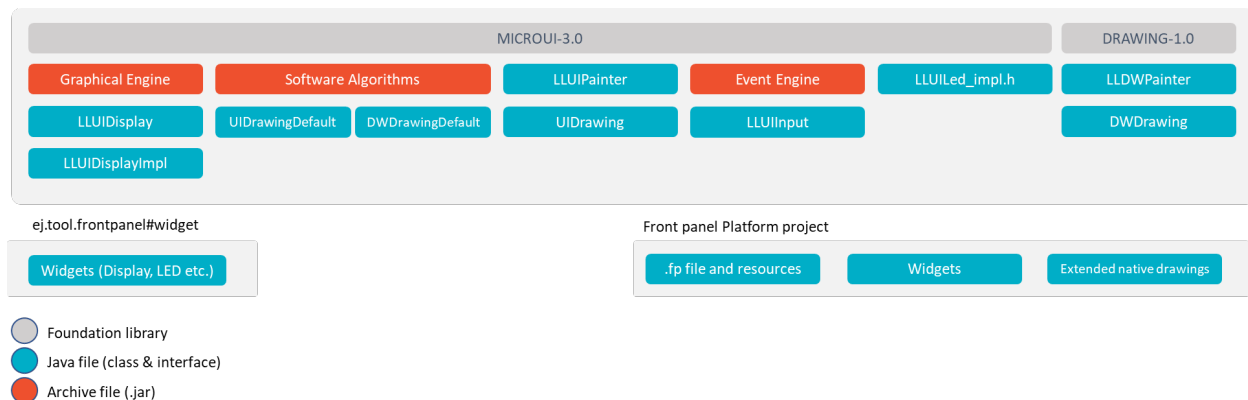 MICROUI-3.0
DRAWING-1.0
Graphical Engine
Software Algorithms
LLUIPainter
Event Engine
LLUILed_impl.h
LLDWPainter
LLUIDisplay
UIDrawingDefault
DWDrawingDefault
UIDrawing
LLUIInput
DWDrawing
LLUIDisplayImpl
ej.tool.frontpanel#widget
Front panel Platform project
Widgets (Display, LED etc.)
.fp file and resources
Widgets
Extended native drawings
Foundation library
Java file (class & interface)
Archive file (.jar)